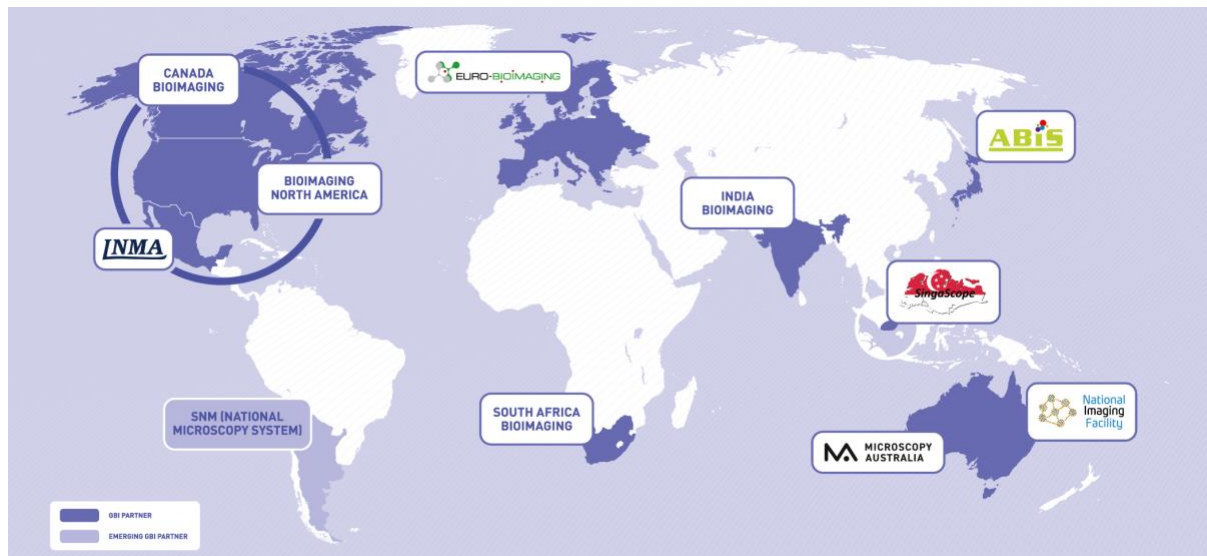 CANADA
BIOIMAGING
EURO-BIOIMAGING
ABiS
BIOIMAGING
NORTH AMERICA
INDIA
BIOIMAGING
LNMA
SingaScope
SNM (NATIONAL
MICROSCOPY SYSTEM)
SOUTH AFRICA
BIOIMAGING
National
Imaging
Facility
MICROSCOPY
AUSTRALIA
GBI PARTNER
EMERGING GBI PARTNER